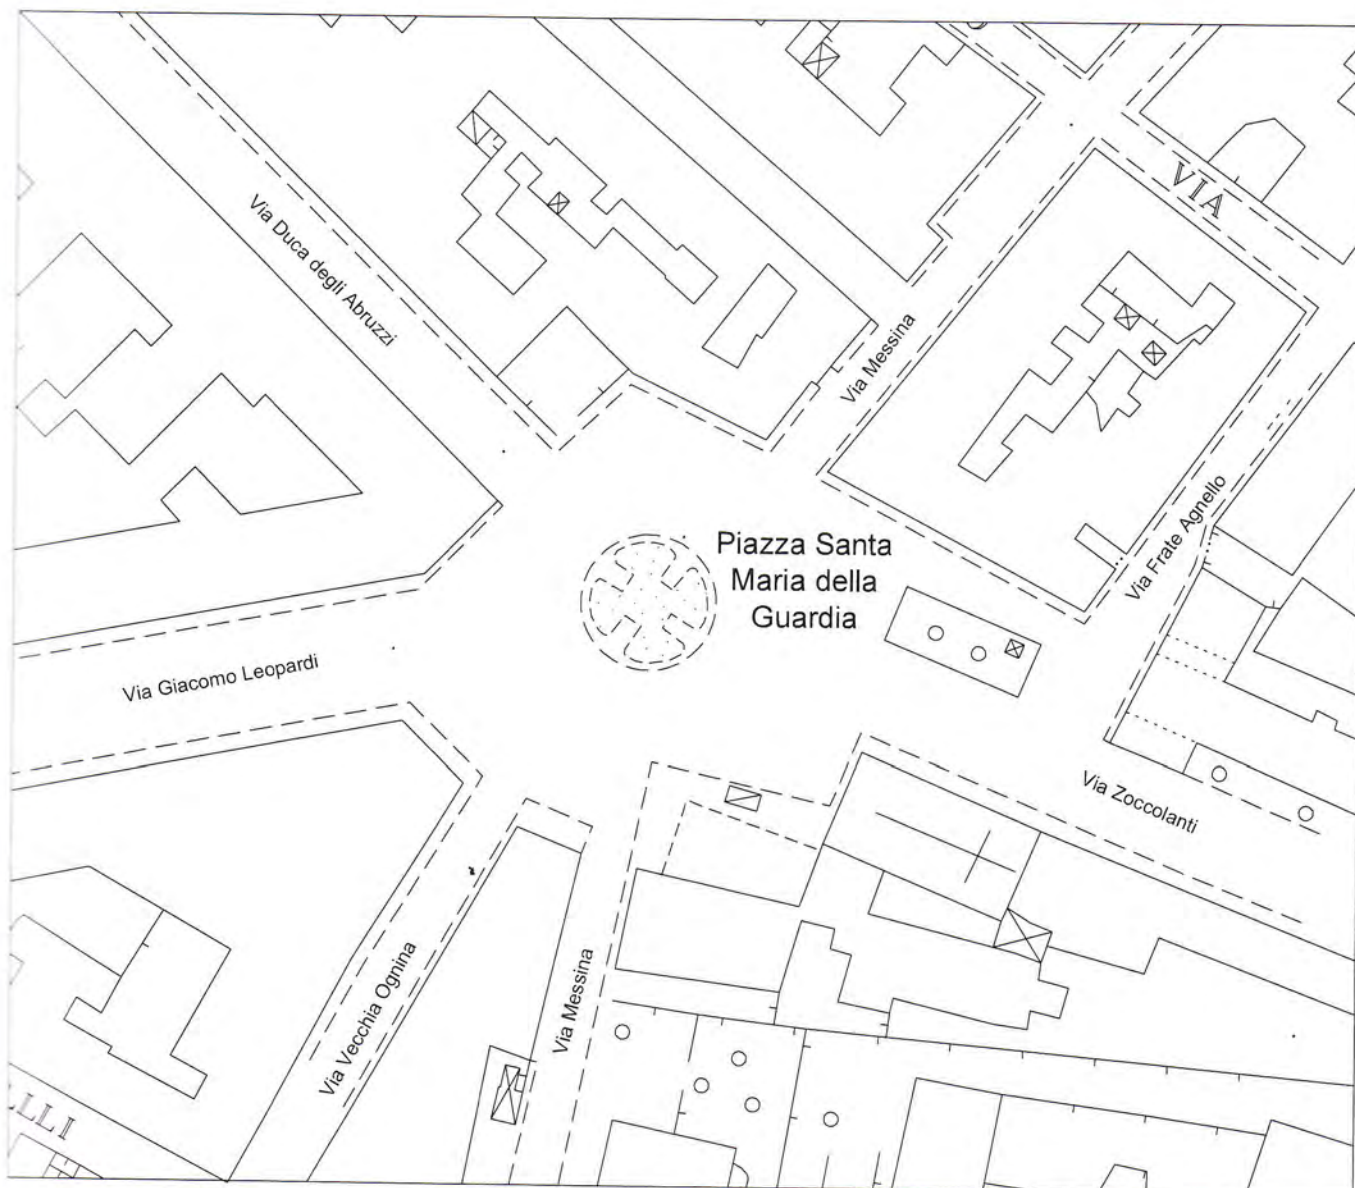 VIA
Via Duca degli Abruzzi
Via Messina
Via Frate Agnello
Piazza Santa
Maria della
Guardia
Via Giacomo Leopardi
Via Zoccolanti
Via Vecchia Ognina
Via Messina